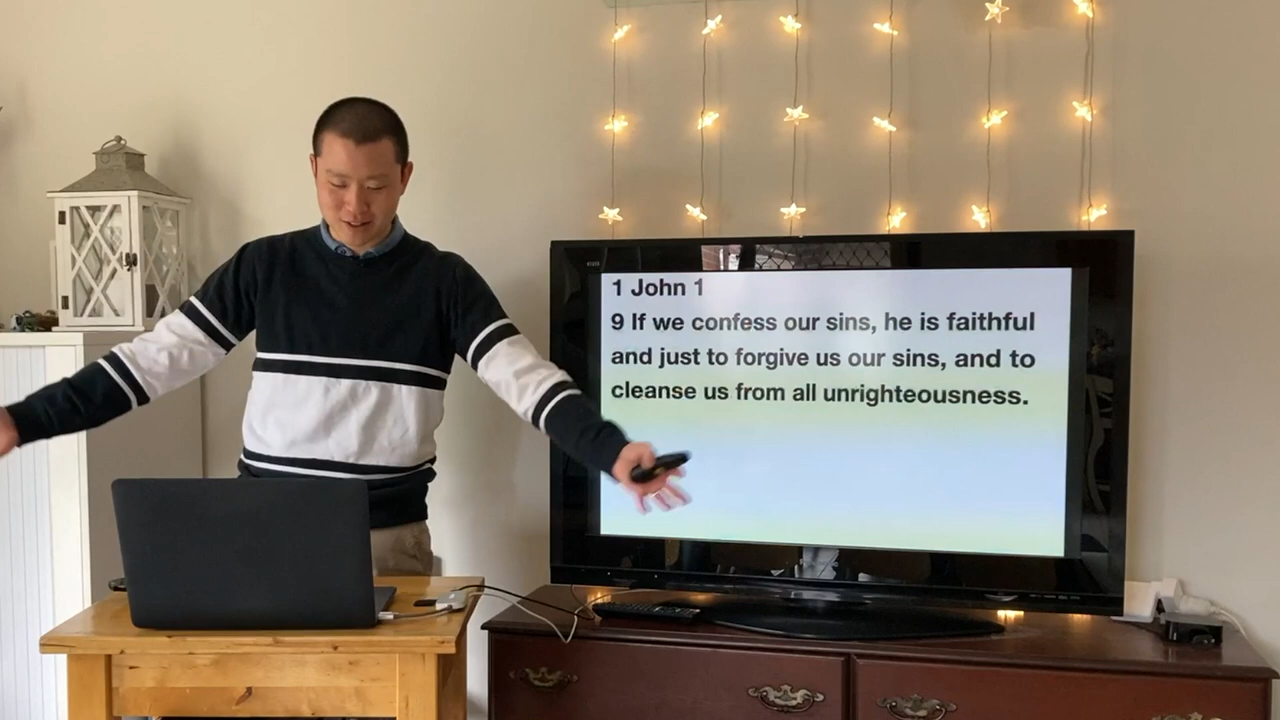 1 John 1
9 If we confess our sins, he is faithful
and just to forgive us our sins, and to
cleanse us from all unrighteousness.